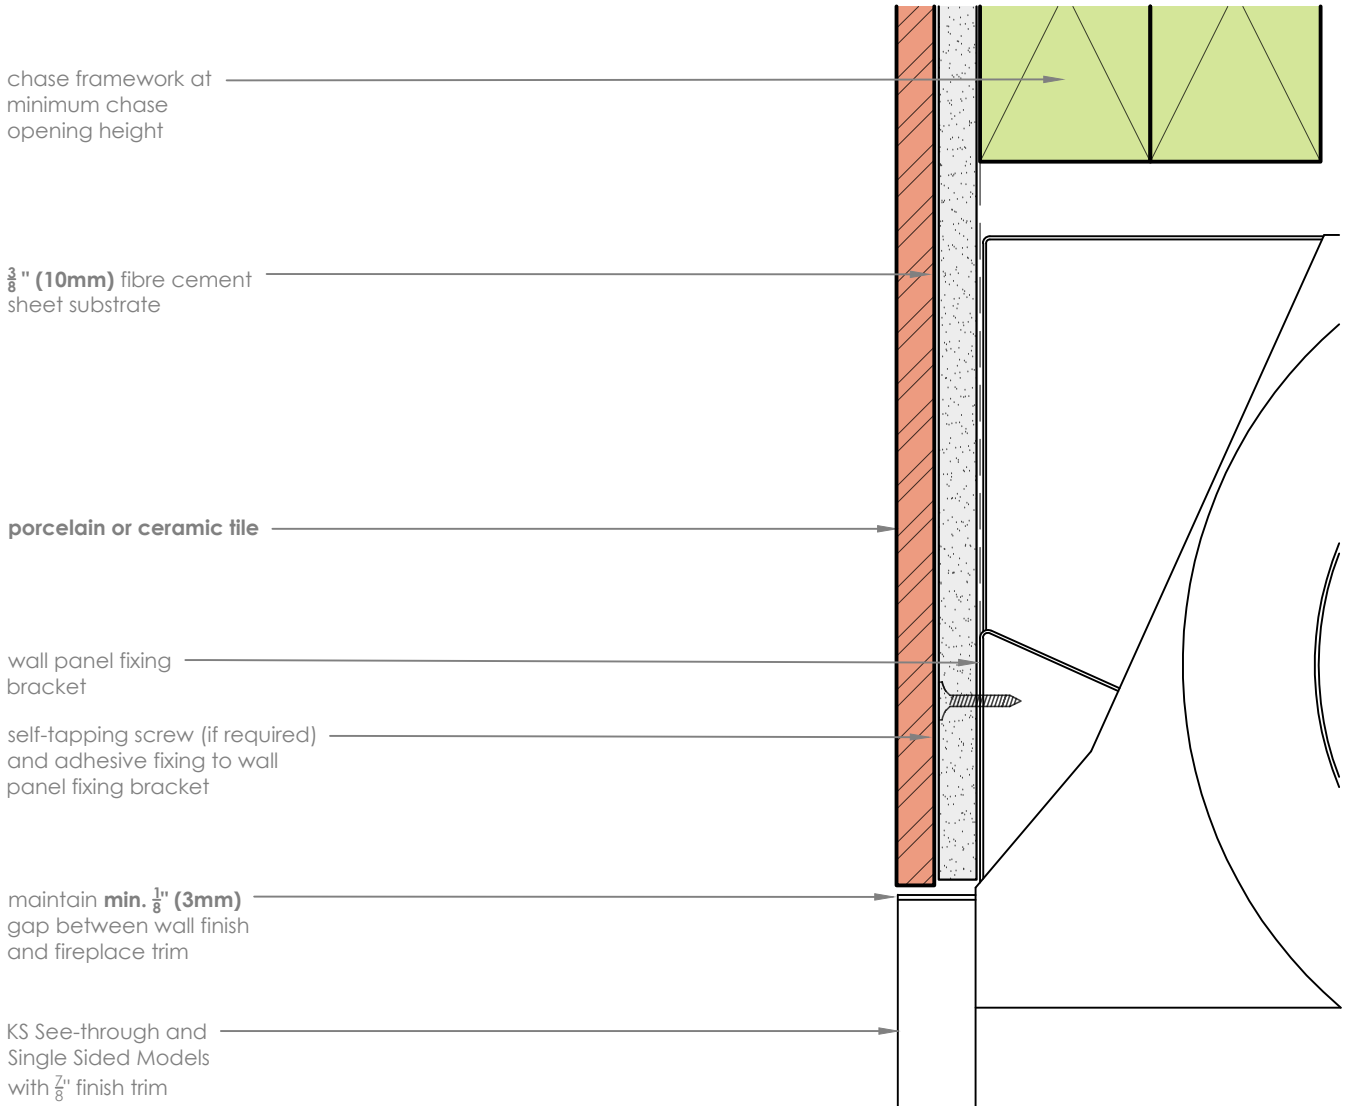 chase framework at
minimum chase
opening height
3/8" (10mm) fibre cement
sheet substrate
porcelain or ceramic tile
wall panel fixing
bracket
self-tapping screw (if required)
and adhesive fixing to wall
panel fixing bracket
maintain min. 1/8" (3mm)
gap between wall finish
and fireplace trim
KS See-through and
Single Sided Models
with 7/8" finish trim